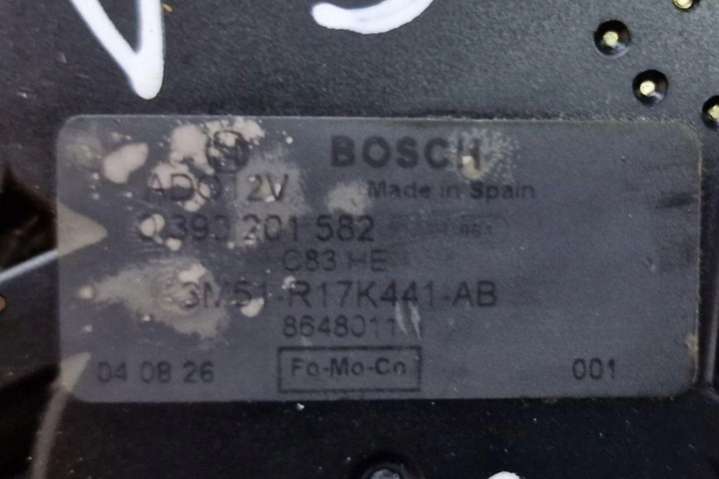 BOSCH
ADO 12V Made in Spain
0 390 201 582
C83 HE
3M51-R17K441-AB
04 08 26 Fo-Mo-Co 001